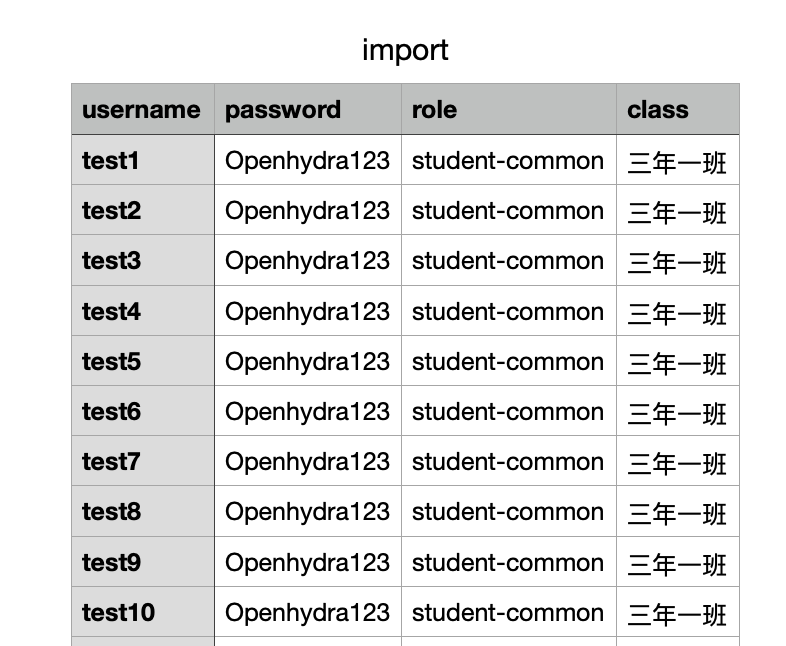 import
username password role class
test1 Openhydra123 student-common 三年一班
test2 Openhydra123 student-common 三年一班
test3 Openhydra123 student-common 三年一班
test4 Openhydra123 student-common 三年一班
test5 Openhydra123 student-common 三年一班
test6 Openhydra123 student-common 三年一班
test7 Openhydra123 student-common 三年一班
test8 Openhydra123 student-common 三年一班
test9 Openhydra123 student-common 三年一班
test10 Openhydra123 student-common 三年一班